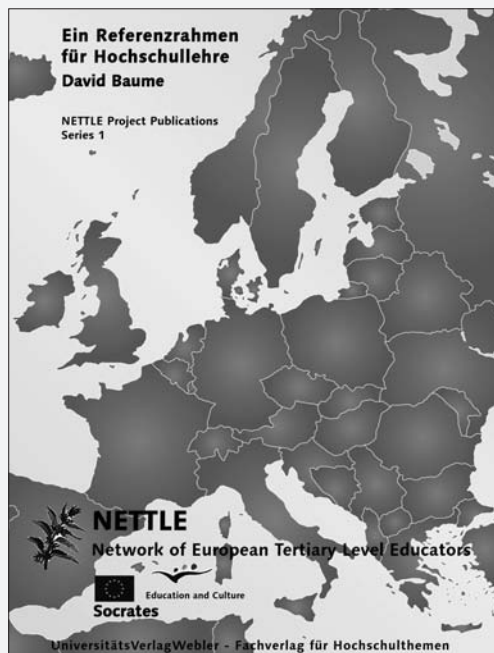 Ein Referenzrahmen
für Hochschullehre
David Baume
NETTLE Project Publications
Series 1
NETTLE
Network of European Tertiary Level Educators
Education and Culture
Socrates
UniversitätsVerlagWebler - Fachverlag für Hochschulthemen